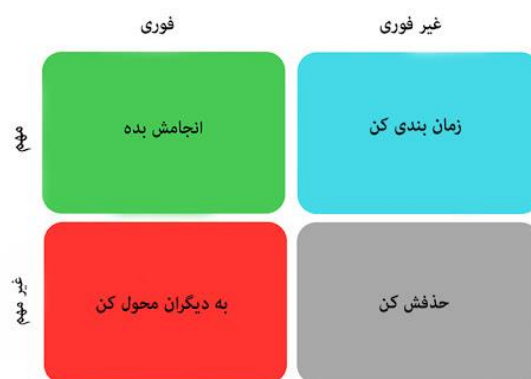 فوری
غیر فوری
مهم
انجامش بده
زمان بندی کن
غیر مهم
به دیگران محول کن
حذفش کن